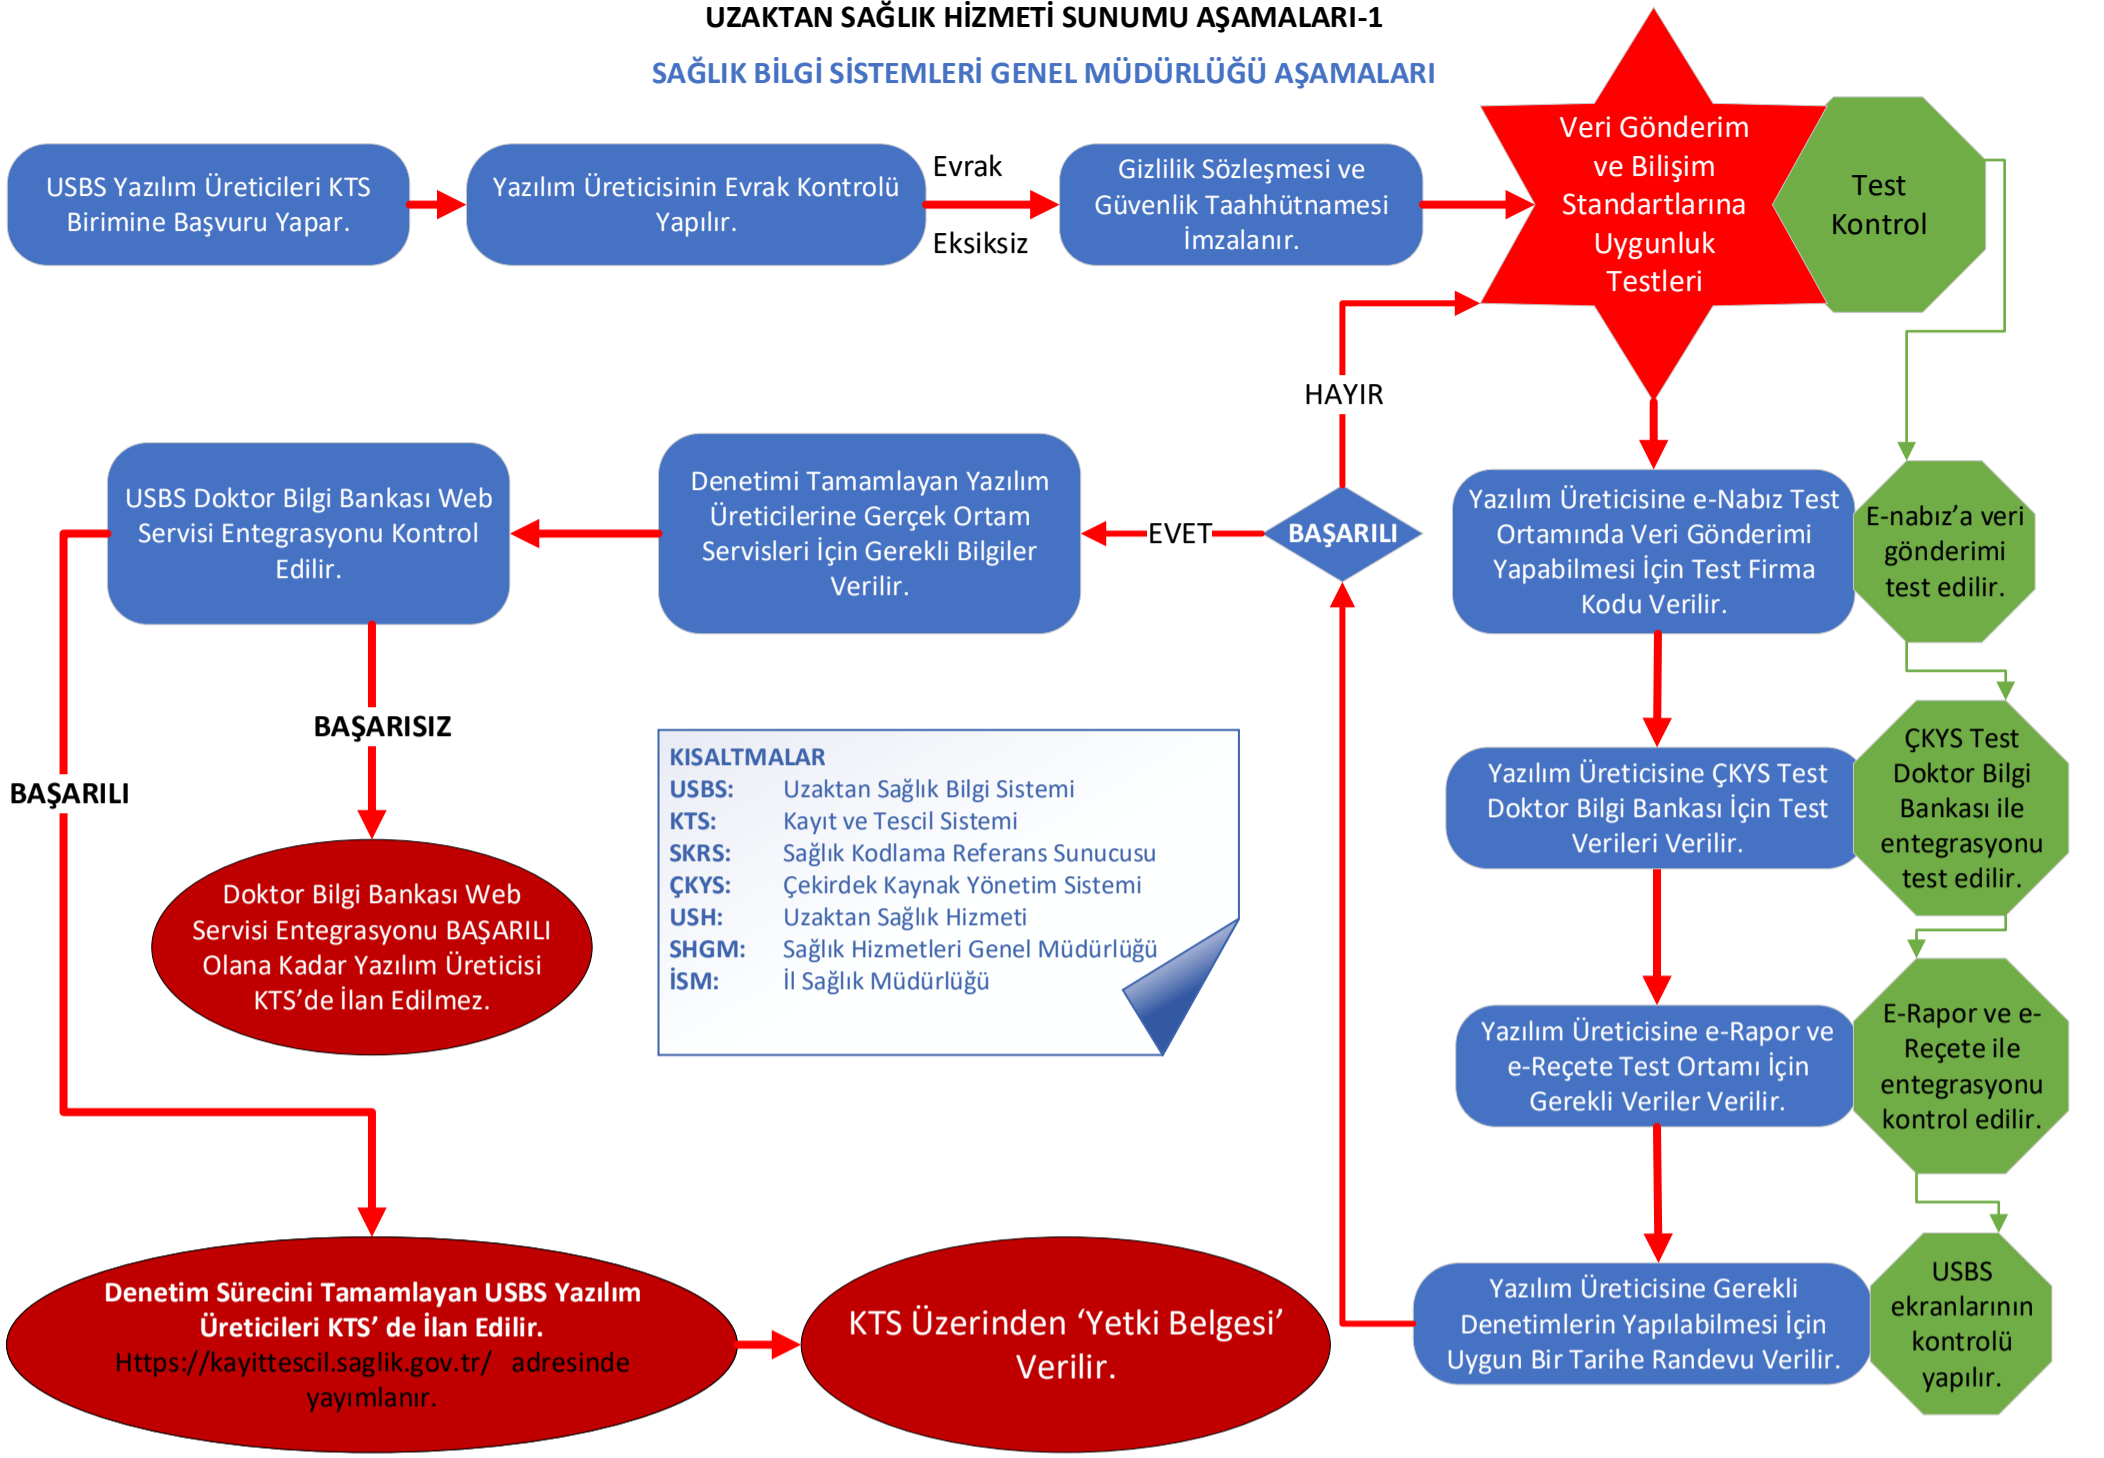 UZAKTAN SAĞLIK HİZMETİ SUNUMU AŞAMALARI-1
SAĞLIK BİLGİ SİSTEMLERİ GENEL MÜDÜRLÜĞÜ AŞAMALARI
USBS Yazılım Üreticileri KTS
Birimine Başvuru Yapar.
Yazılım Üreticisinin Evrak Kontrolü
Yapılır.
Evrak
Eksiksiz
Gizlilik Sözleşmesi ve
Güvenlik Taahhütnamesi
İmzalanır.
Veri Gönderim
ve Bilişim
Standartlarına
Uygunluk
Testleri
Test
Kontrol
HAYIR
USBS Doktor Bilgi Bankası Web
Servisi Entegrasyonu Kontrol
Edilir.
Denetimi Tamamlayan Yazılım
Üreticilerine Gerçek Ortam
Servisleri İçin Gerekli Bilgiler
Verilir.
EVET
BAŞARILI
Yazılım Üreticisine e-Nabız Test
Ortamında Veri Gönderimi
Yapabilmesi İçin Test Firma
Kodu Verilir.
E-nabız’a veri
gönderimi
test edilir.
BAŞARISIZ
BAŞARILI
KISALTMALAR
USBS: Uzaktan Sağlık Bilgi Sistemi
KTS: Kayıt ve Tescil Sistemi
SKRS: Sağlık Kodlama Referans Sunucusu
ÇKYS: Çekirdek Kaynak Yönetim Sistemi
USH: Uzaktan Sağlık Hizmeti
SHGM: Sağlık Hizmetleri Genel Müdürlüğü
İSM: İl Sağlık Müdürlüğü
Yazılım Üreticisine ÇKYS Test
Doktor Bilgi Bankası İçin Test
Verileri Verilir.
ÇKYS Test
Doktor Bilgi
Bankası ile
entegrasyonu
test edilir.
Doktor Bilgi Bankası Web
Servisi Entegrasyonu BAŞARILI
Olana Kadar Yazılım Üreticisi
KTS’de İlan Edilmez.
Yazılım Üreticisine e-Rapor ve
e-Reçete Test Ortamı İçin
Gerekli Veriler Verilir.
E-Rapor ve e-
Reçete ile
entegrasyonu
kontrol edilir.
Denetim Sürecini Tamamlayan USBS Yazılım
Üreticileri KTS’ de İlan Edilir.
Https://kayittescil.saglik.gov.tr/ adresinde
yayımlanır.
KTS Üzerinden ‘Yetki Belgesi’
Verilir.
Yazılım Üreticisine Gerekli
Denetimlerin Yapılabilmesi İçin
Uygun Bir Tarihe Randevu Verilir.
USBS
ekranlarının
kontrolü
yapılır.